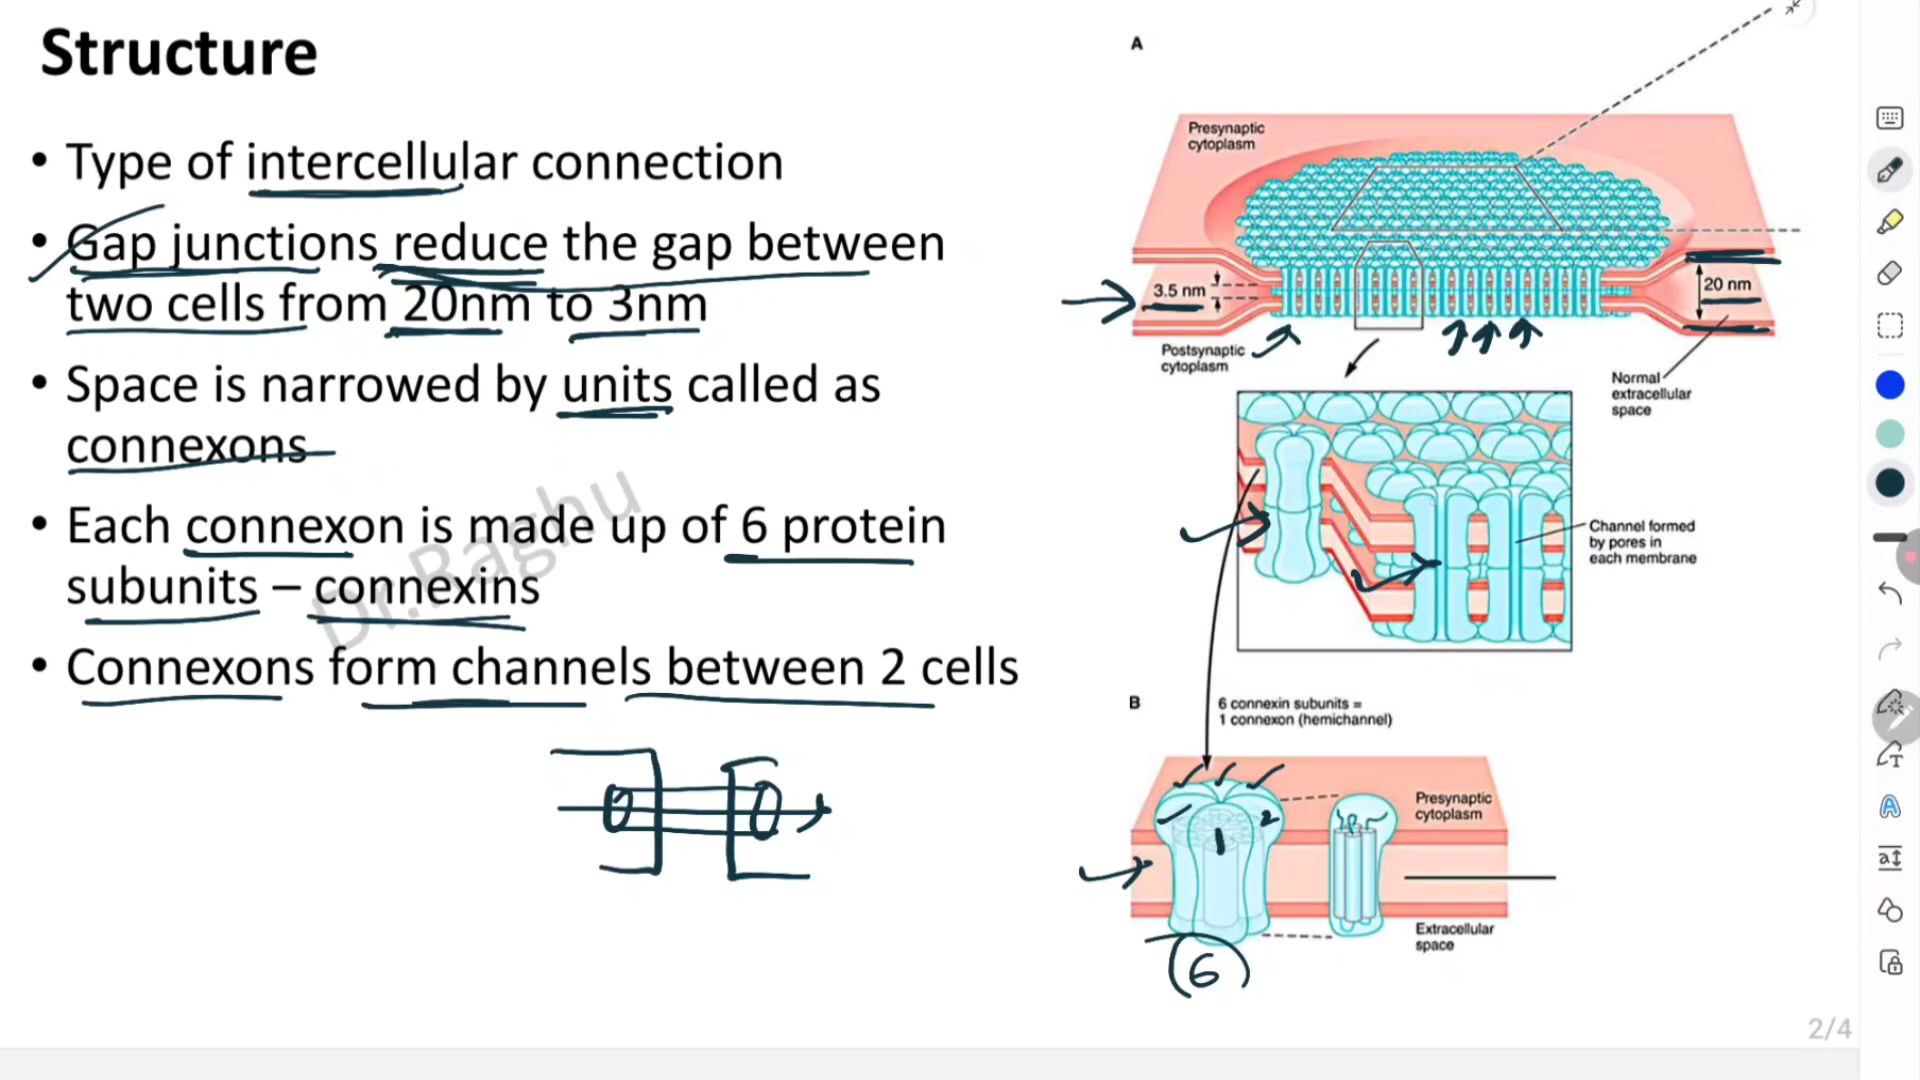 Structure
• Type of intercellular connection
• Gap junctions reduce the gap between
two cells from 20nm to 3nm
• Space is narrowed by units called as
connexons
• Each connexon is made up of 6 protein
subunits – connexins
• Connexons form channels between 2 cells
Dr.Raghu
A
Presynaptic
cytoplasm
3.5 nm
20 nm
Postsynaptic
cytoplasm
Normal
extracellular
space
Channel formed
by pores in
each membrane
B
6 connexin subunits =
1 connexon (hemichannel)
Presynaptic
cytoplasm
1
2
Extracellular
space
6
2/4